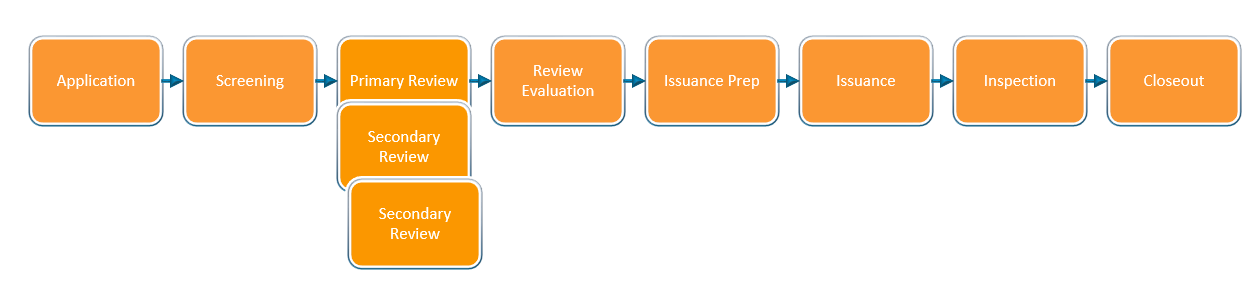 Application
Screening
Primary Review
Secondary
Review
Secondary
Review
Review
Evaluation
Issuance Prep
Issuance
Inspection
Closeout